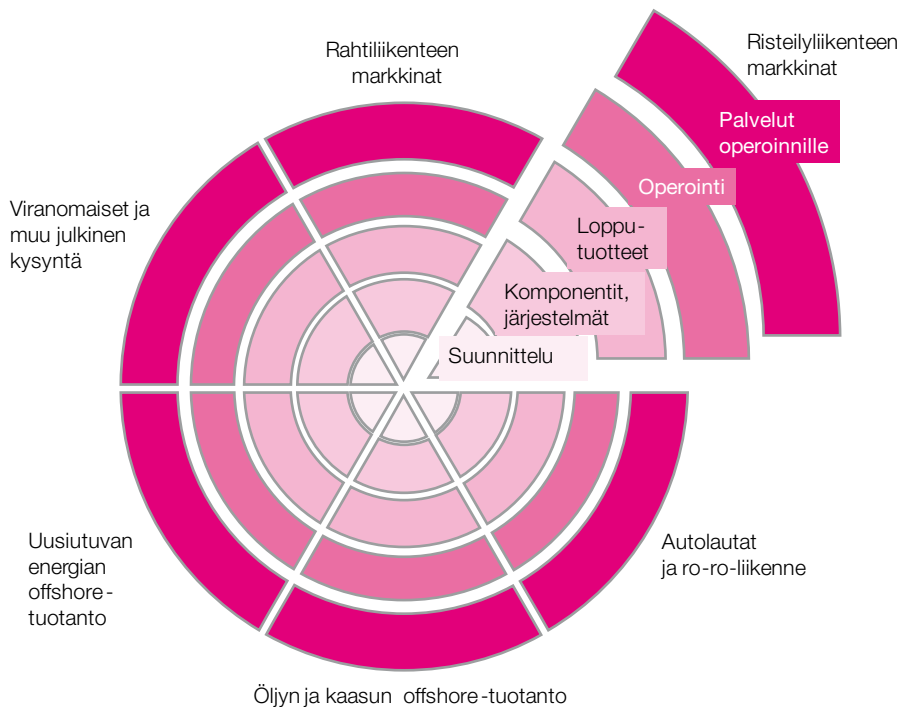 Rahtiliikenteen
markkinat
Risteilyliikenteen
markkinat
Palvelut
operoinnille
Operointi
Loppu-
tuotteet
Komponentit,
järjestelmät
Suunnittelu
Viranomaiset ja
muu julkinen
kysyntä
Uusiutuvan
energian
offshore-
tuotanto
Autolautat
ja ro-ro-liikenne
Öljyn ja kaasun offshore-tuotanto